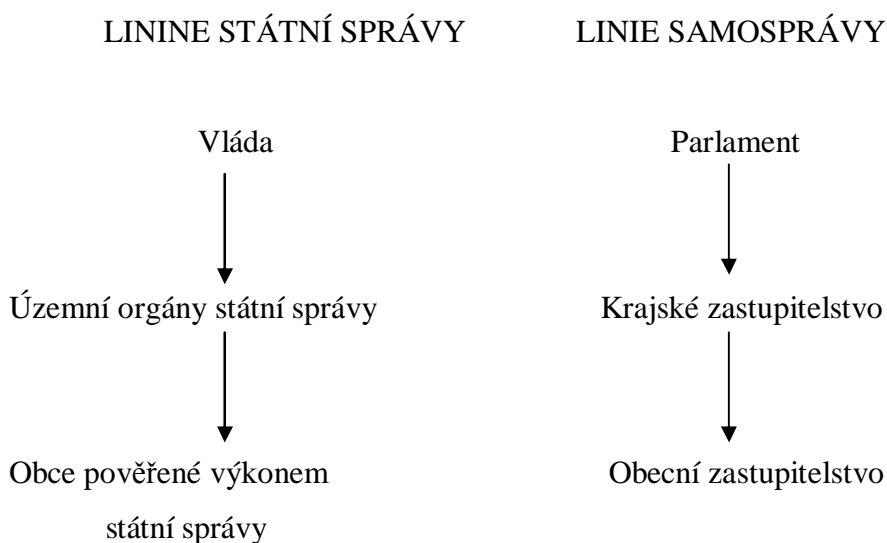 LININE STÁTNÍ SPRÁVY
LINIE SAMOSPRÁVY
Vláda
Parlament
Územní orgány státní správy
Krajské zastupitelstvo
Obce pověřené výkonem
státní správy
Obecní zastupitelstvo